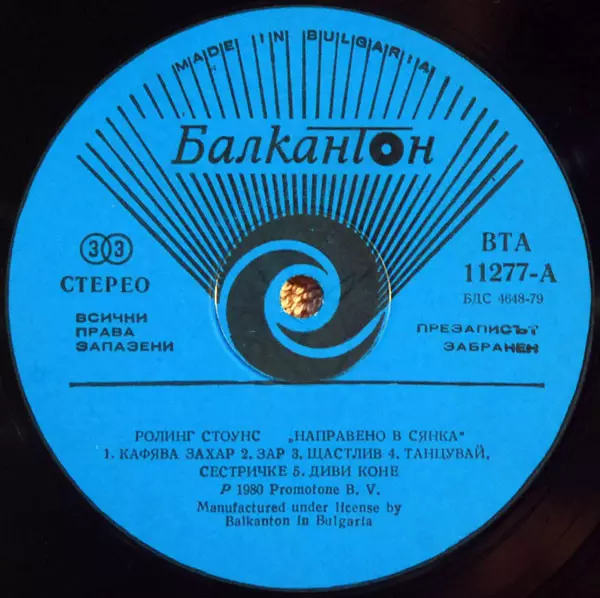 MADE IN BULGARIA
Балкантон
33
СТЕРЕО
ВСИЧНИ
ПРАВА
ЗАПАЗЕНИ
ВТА
11277-А
БДС 4648-79
ПРЕЗАПИСЪТ
ЗАБРАНЕН
РОЛИНГ СТОУНС „НАПРАВЕНО В СЯНКА“
1. КАФЯВА ЗАХАР 2. ЗАР 3. ЩАСТЛИВ 4. ТАНЦУВАЙ,
СЕСТРИЧКЕ 5. ДИВИ КОНЕ
P 1980 Promotone B. V.
Manufactured under license by
Balkanton in Bulgaria